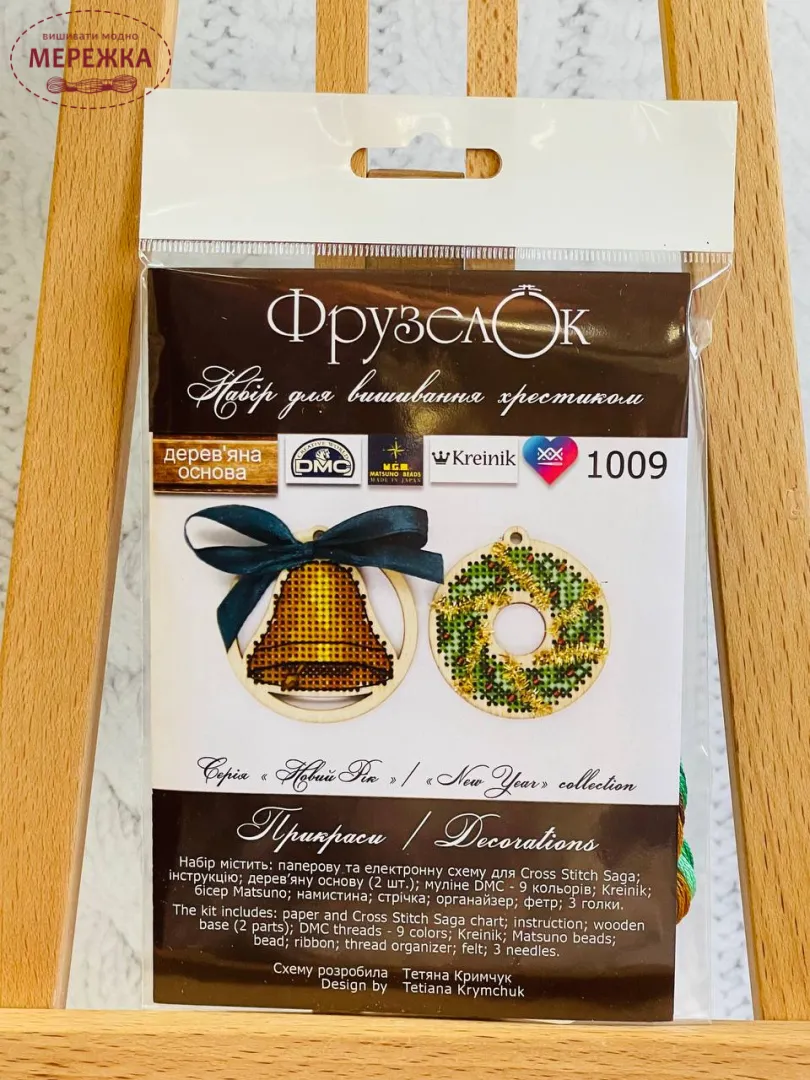 вишивати модно
МЕРЕЖКА
ФрузелОк
Набір для вишивання хрестиком
дерев'яна
основа
CREATIVE WORLD
DMC
M.G.B
MATSUNO BEADS
MADE IN JAPAN
Kreinik
1009
Серія « Новий Рік » / « New Year» collection
Прикраси / Decorations
Набір містить: паперову та електронну схему для Cross Stitch Saga;
інструкцію; дерев'яну основу (2 шт.); муліне DMC - 9 кольорів; Kreinik;
бісер Matsuno; намистина; стрічка; органайзер; фетр; 3 голки.
The kit includes: paper and Cross Stitch Saga chart; instruction; wooden
base (2 parts); DMC threads - 9 colors; Kreinik; Matsuno beads;
bead; ribbon; thread organizer; felt; 3 needles.
Схему розробила Тетяна Кримчук
Design by Tetiana Krymchuk